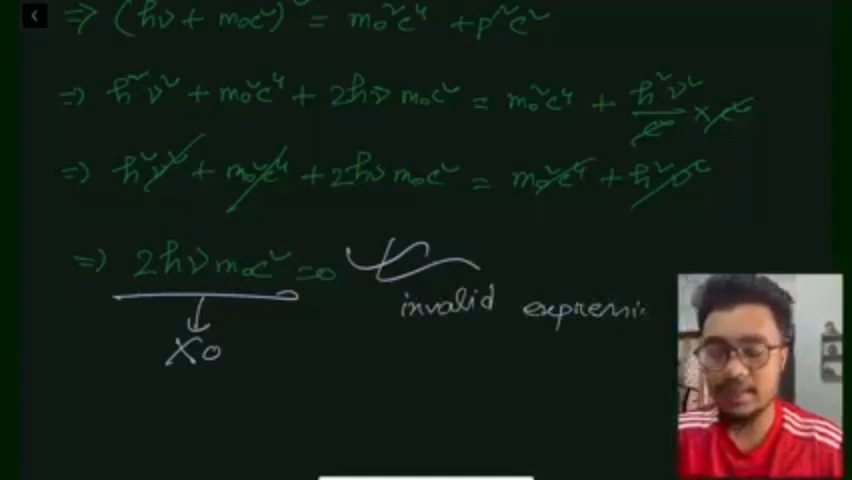 ⇒ (hν + m₀c²)² = m₀²c⁴ + p²c²
⇒ h²ν² + m₀²c⁴ + 2hν m₀c² = m₀²c⁴ + h²ν²/c² × c²
⇒ h²ν² + m₀²c⁴ + 2hν m₀c² = m₀²c⁴ + h²ν²
⇒ 2hν m₀c² = 0
invalid expressi
X0